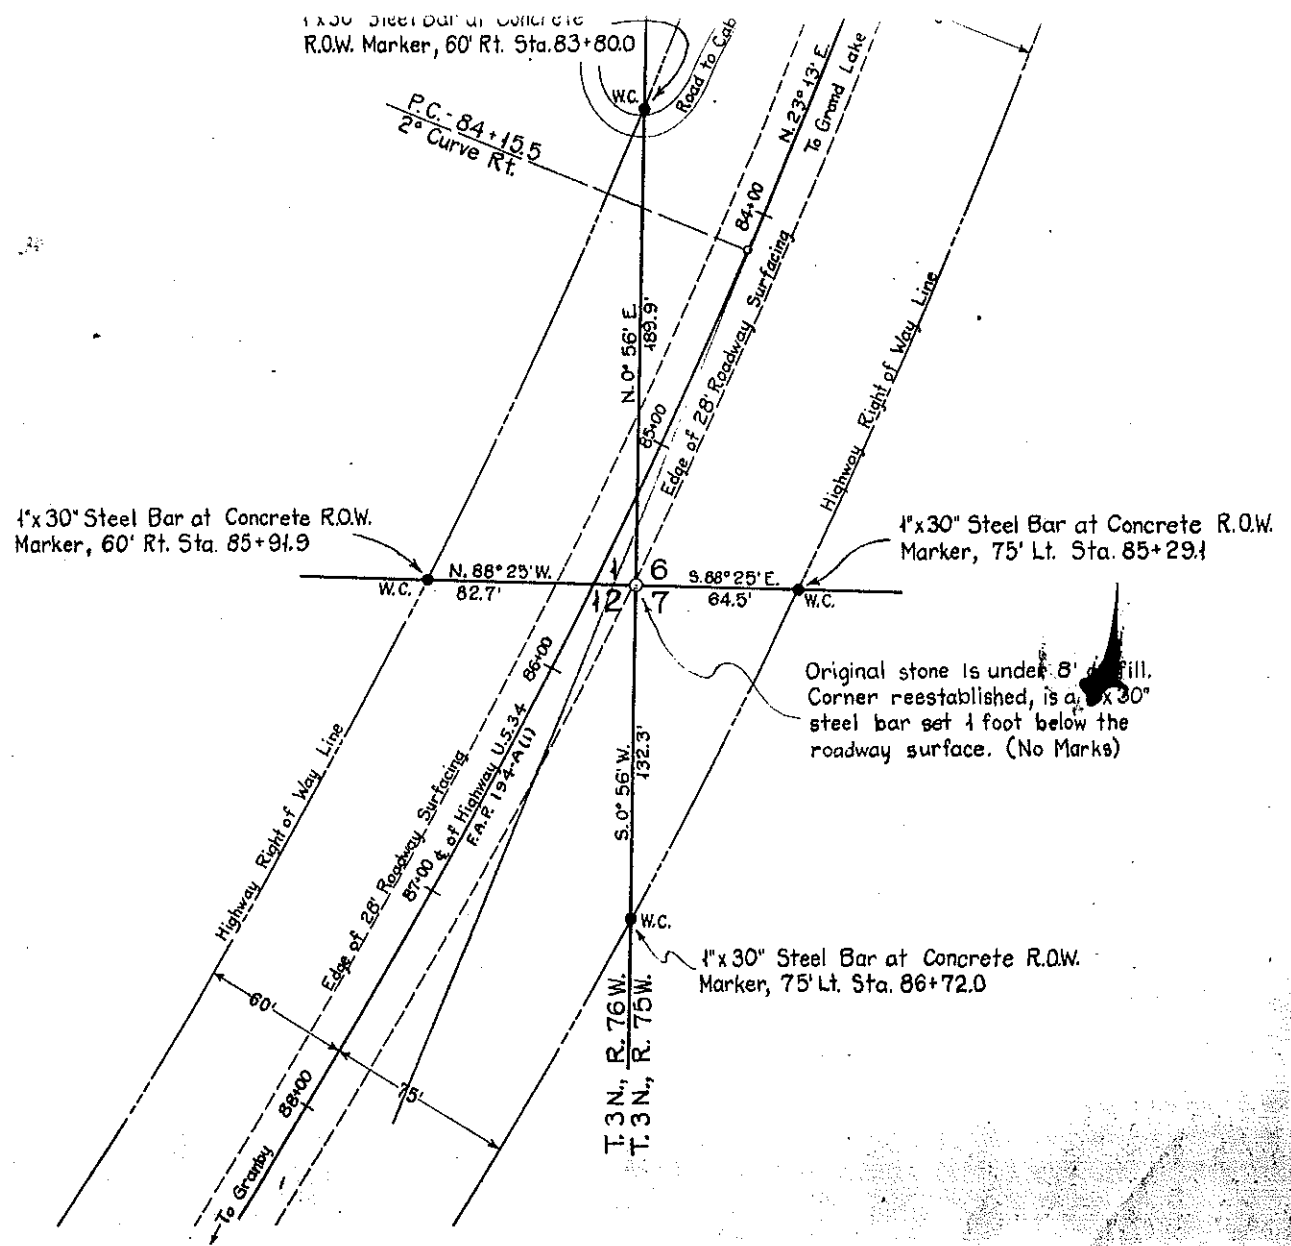 R.O.W. Marker, 60' Rt. Sta. 83+80.0
W.C.
Road to Cab
P.C. - 84+15.5
2° Curve Rt.
N. 23° 13' E.
To Grand Lake
84+00
N. 0° 56' E.
189.9'
85+00
Edge of 28' Roadway Surfacing
Highway Right of Way Line
1"x 30" Steel Bar at Concrete R.O.W.
Marker, 60' Rt. Sta. 85+91.9
1"x 30" Steel Bar at Concrete R.O.W.
Marker, 75' Lt. Sta. 85+29.1
W.C.
N. 88° 25' W.
82.7'
1
6
12
7
S. 88° 25' E.
64.5'
W.C.
86+00
Original stone is under 8' fill.
Corner reestablished, is a x 30"
steel bar set 1 foot below the
roadway surface. (No Marks)
S. 0° 56' W.
132.3'
Highway Right of Way Line
Edge of 28' Roadway Surfacing
87+00 ℄ of Highway U.S. 34
F.A.P. 194-A(1)
W.C.
1"x 30" Steel Bar at Concrete R.O.W.
Marker, 75' Lt. Sta. 86+72.0
60'
75'
88+00
To Granby
T. 3 N., R. 76 W.
T. 3 N., R. 75 W.